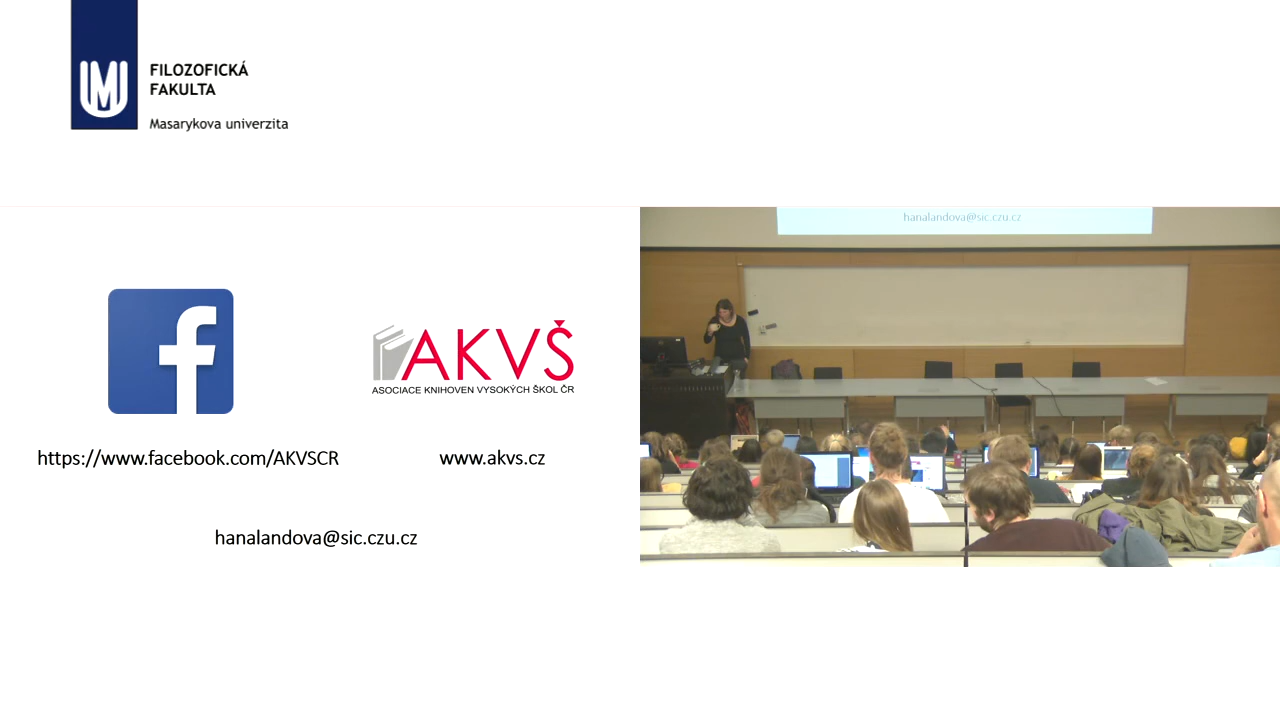 FILOZOFICKÁ
FAKULTA
Masarykova univerzita
AKVŠ
ASOCIACE KNIHOVEN VYSOKÝCH ŠKOL ČR
https://www.facebook.com/AKVSCR
www.akvs.cz
hanalandova@sic.czu.cz
hanalandova@sic.czu.cz